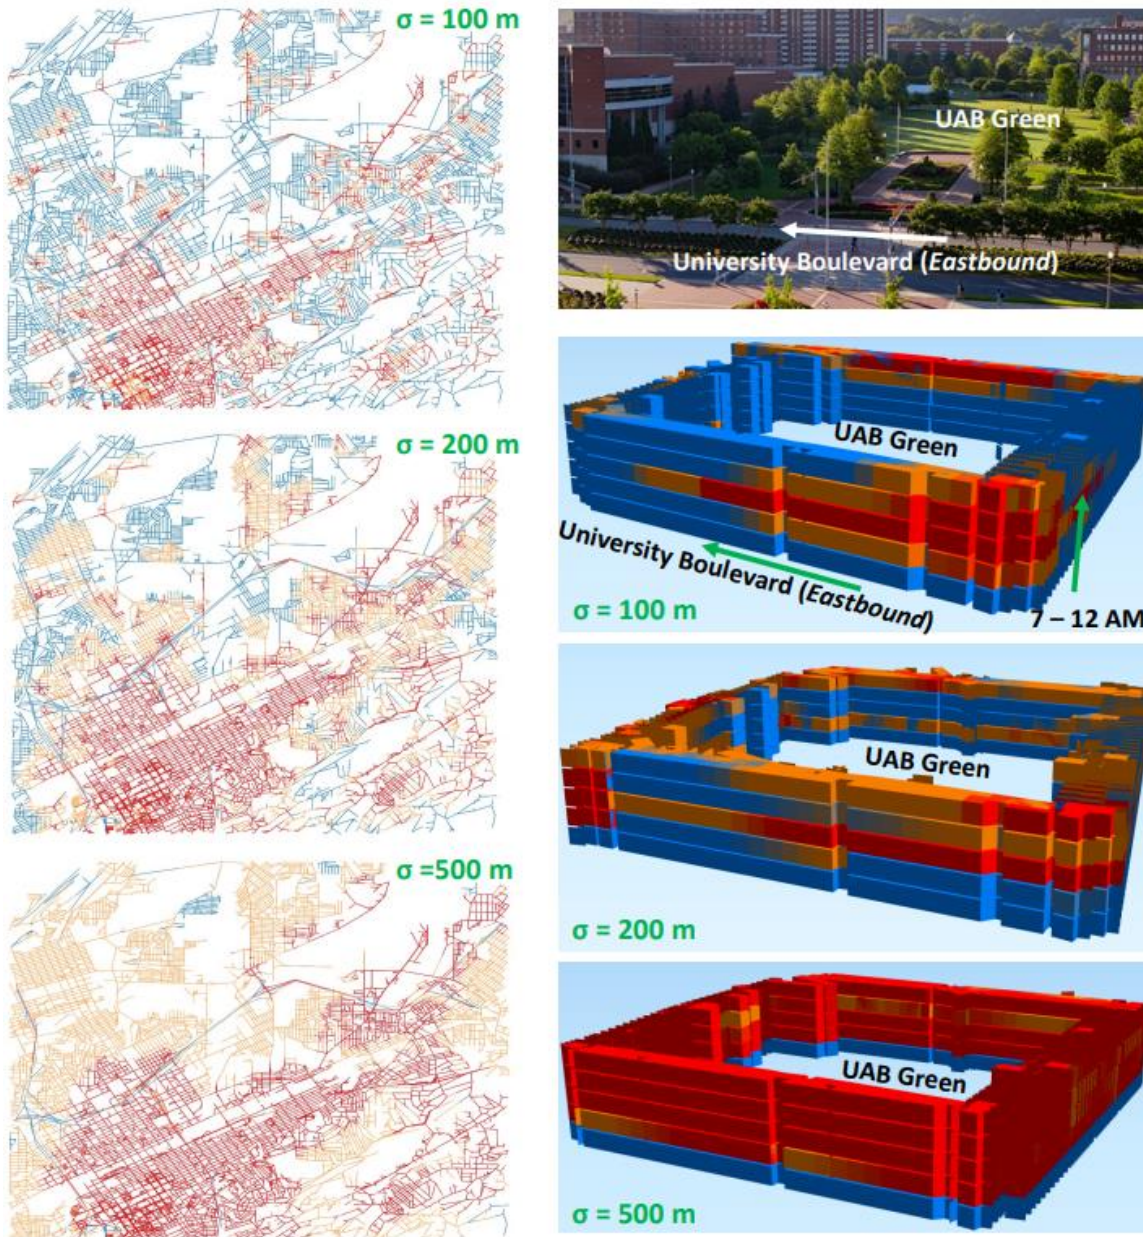 σ = 100 m
σ = 200 m
σ =500 m
UAB Green
University Boulevard (Eastbound)
UAB Green
University Boulevard (Eastbound)
σ = 100 m
7 – 12 AM
UAB Green
σ = 200 m
UAB Green
σ = 500 m